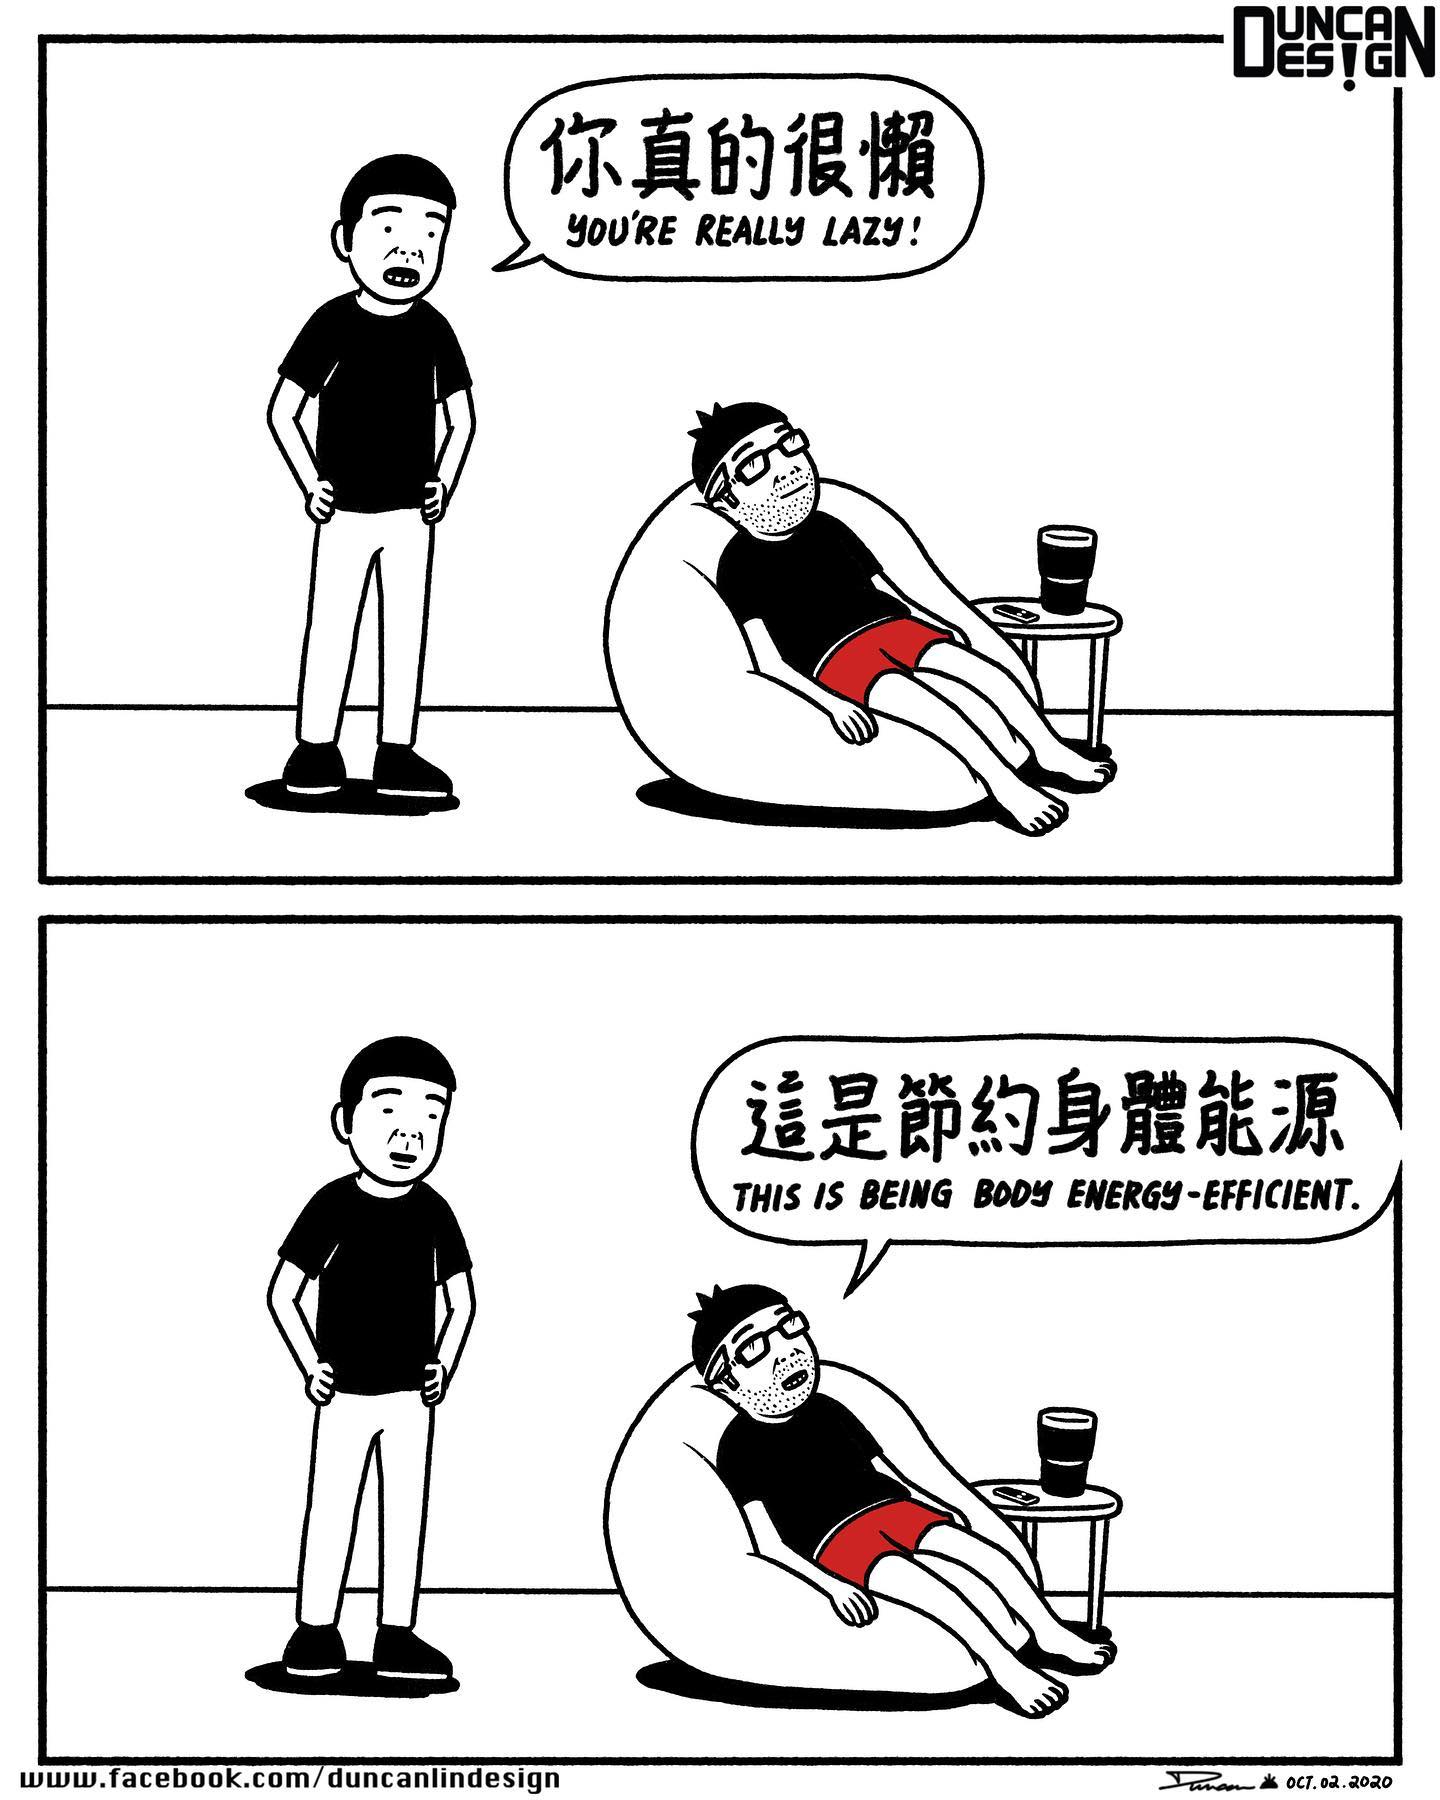 DUNCAN
DES!GN
你真的很懶
YOU'RE REALLY LAZY!
這是節約身體能源
THIS IS BEING BODY ENERGY-EFFICIENT.
www.facebook.com/duncanlindesign
Duncan OCT.02.2020